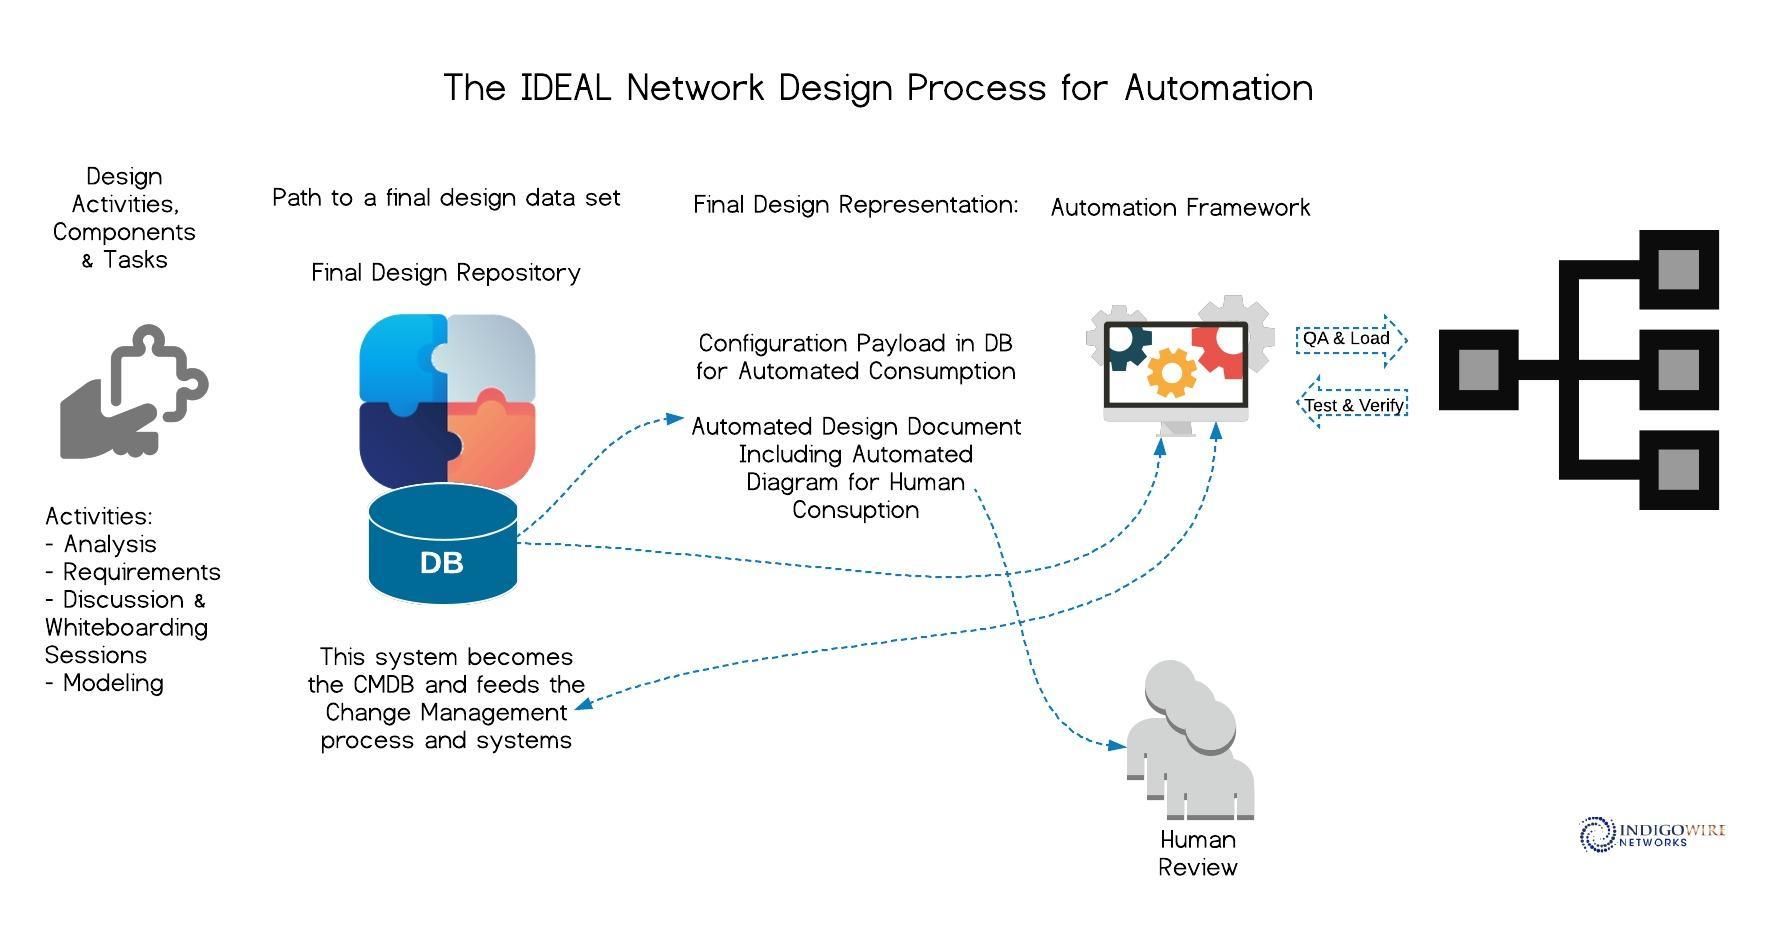 The IDEAL Network Design Process for Automation
Design
Activities,
Components
& Tasks
Activities:
- Analysis
- Requirements
- Discussion &
Whiteboarding
Sessions
- Modeling
Path to a final design data set
Final Design Repository
DB
This system becomes
the CMDB and feeds the
Change Management
process and systems
Final Design Representation:
Configuration Payload in DB
for Automated Consumption
Automated Design Document
Including Automated
Diagram for Human
Consuption
Automation Framework
QA & Load
Test & Verify
Human
Review
INDIGOWIRE
NETWORKS